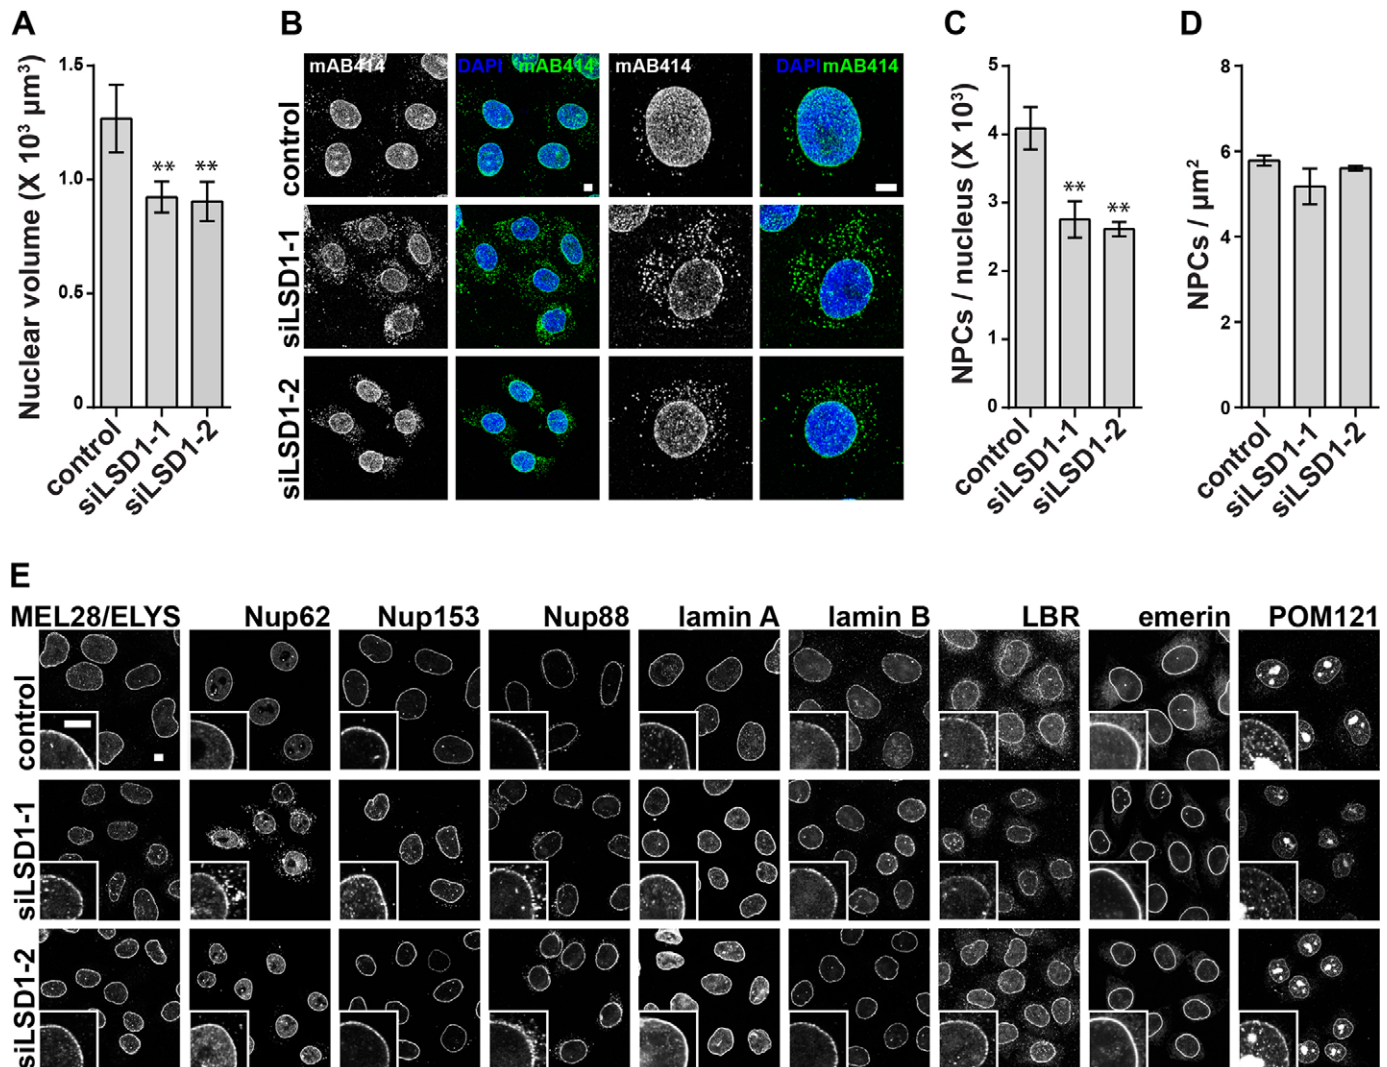 A
Nuclear volume (X 10³ µm³)
1.5
1.0
0.5
0
** **
control
siLSD1-1
siLSD1-2
B
mAB414 DAPI mAB414 mAB414 DAPI mAB414
control
siLSD1-1
siLSD1-2
C
NPCs / nucleus (X 10³)
5
4
3
2
1
0
** **
control
siLSD1-1
siLSD1-2
D
NPCs / µm²
8
6
4
2
0
control
siLSD1-1
siLSD1-2
E
MEL28/ELYS Nup62 Nup153 Nup88 lamin A lamin B LBR emerin POM121
control
siLSD1-1
siLSD1-2